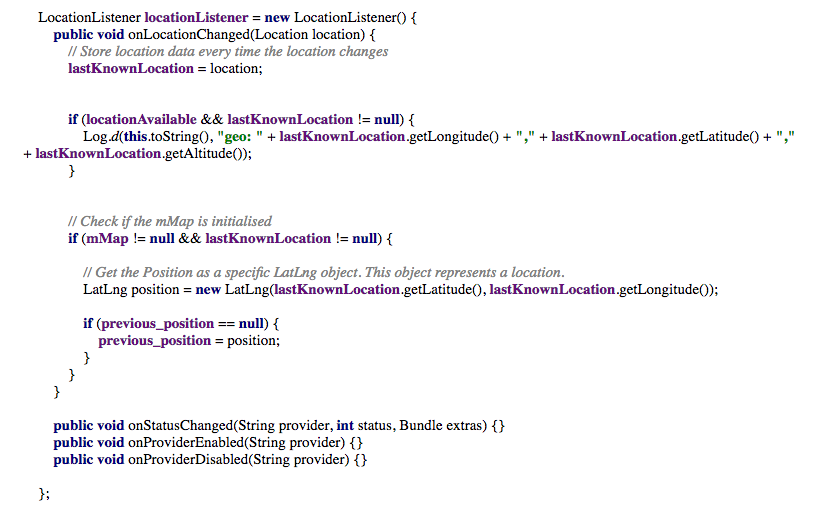 LocationListener locationListener = new LocationListener() {
public void onLocationChanged(Location location) {
// Store location data every time the location changes
lastKnownLocation = location;
if (locationAvailable && lastKnownLocation != null) {
Log.d(this.toString(), "geo: " + lastKnownLocation.getLongitude() + "," + lastKnownLocation.getLatitude() + ","
+ lastKnownLocation.getAltitude());
}
// Check if the mMap is initialised
if (mMap != null && lastKnownLocation != null) {
// Get the Position as a specific LatLng object. This object represents a location.
LatLng position = new LatLng(lastKnownLocation.getLatitude(), lastKnownLocation.getLongitude());
if (previous_position == null) {
previous_position = position;
}
}
}
public void onStatusChanged(String provider, int status, Bundle extras) {}
public void onProviderEnabled(String provider) {}
public void onProviderDisabled(String provider) {}
};